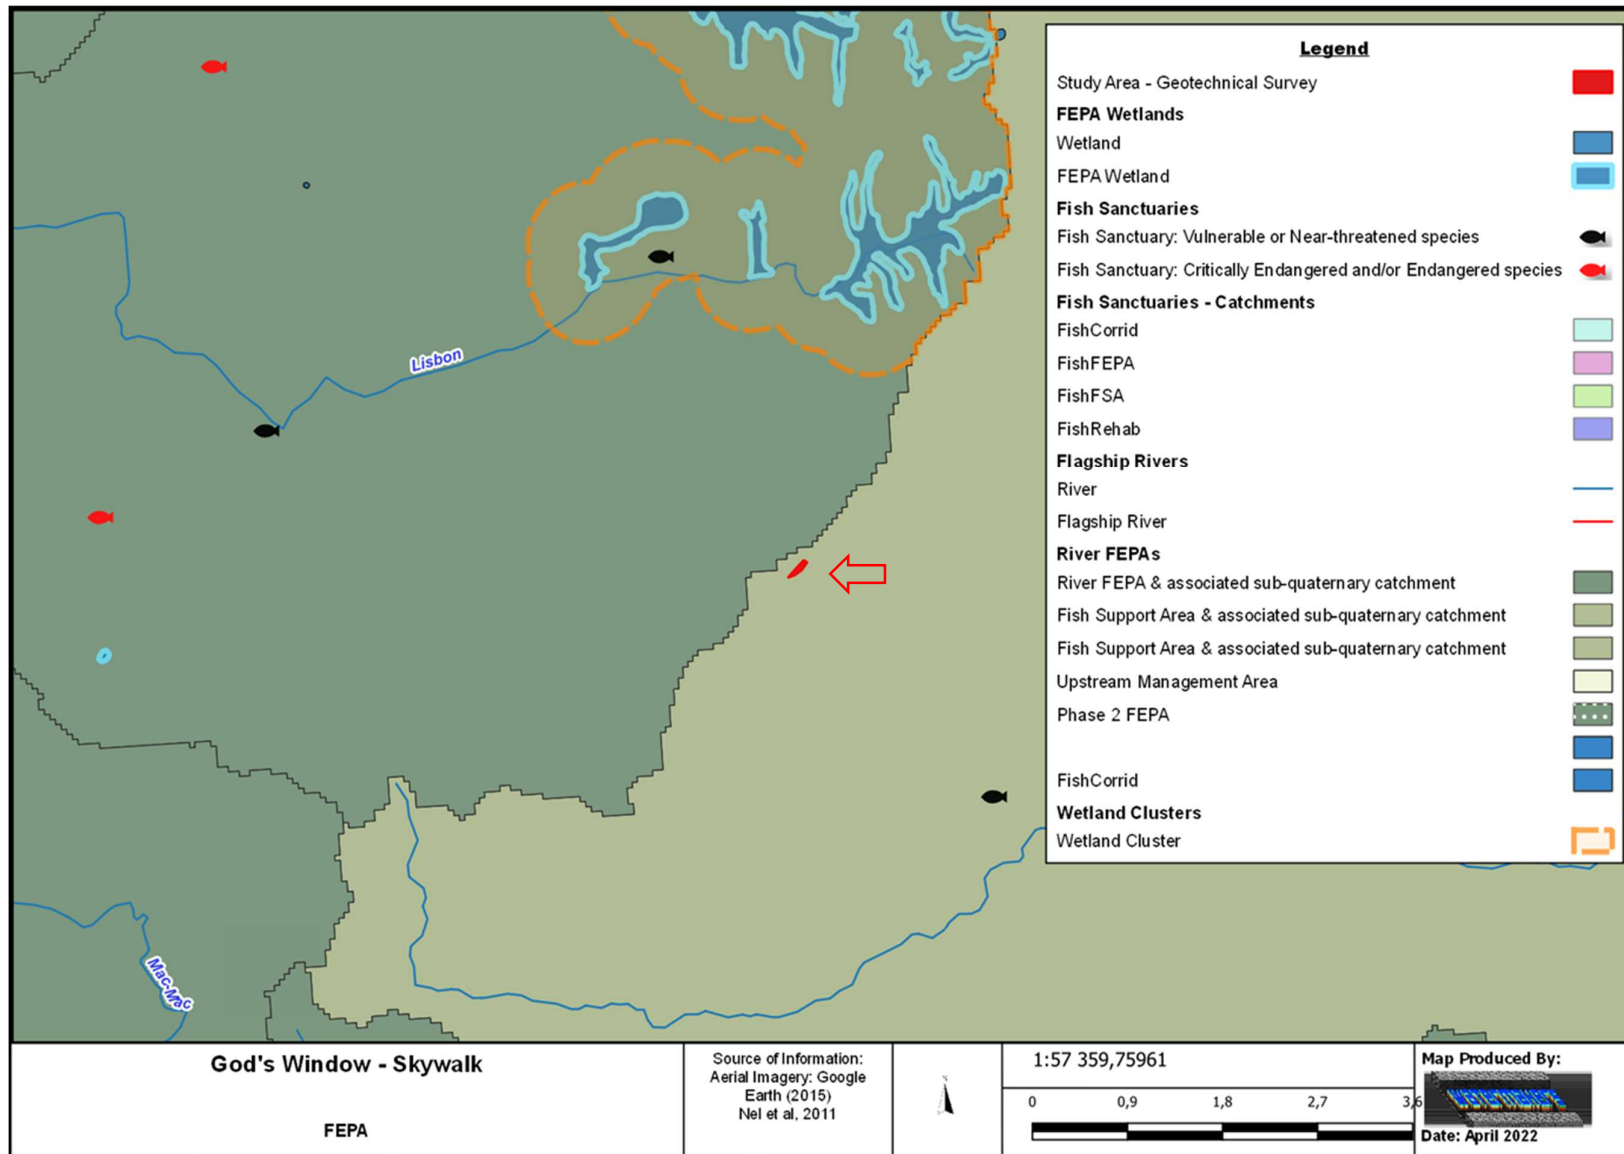 Legend
Study Area - Geotechnical Survey
FEPA Wetlands
Wetland
FEPA Wetland
Fish Sanctuaries
Fish Sanctuary: Vulnerable or Near-threatened species
Fish Sanctuary: Critically Endangered and/or Endangered species
Fish Sanctuaries - Catchments
FishCorrid
FishFEPA
FishFSA
FishRehab
Flagship Rivers
River
Flagship River
River FEPAs
River FEPA & associated sub-quaternary catchment
Fish Support Area & associated sub-quaternary catchment
Fish Support Area & associated sub-quaternary catchment
Upstream Management Area
Phase 2 FEPA
FishCorrid
Wetland Clusters
Wetland Cluster
Lisbon
Mac-Mac
God's Window - Skywalk
FEPA
Source of Information:
Aerial Imagery: Google
Earth (2015)
Nel et al, 2011
N
1:57 359,75961
0 0,9 1,8 2,7 3,6
Map Produced By:
Watermakers
Date: April 2022